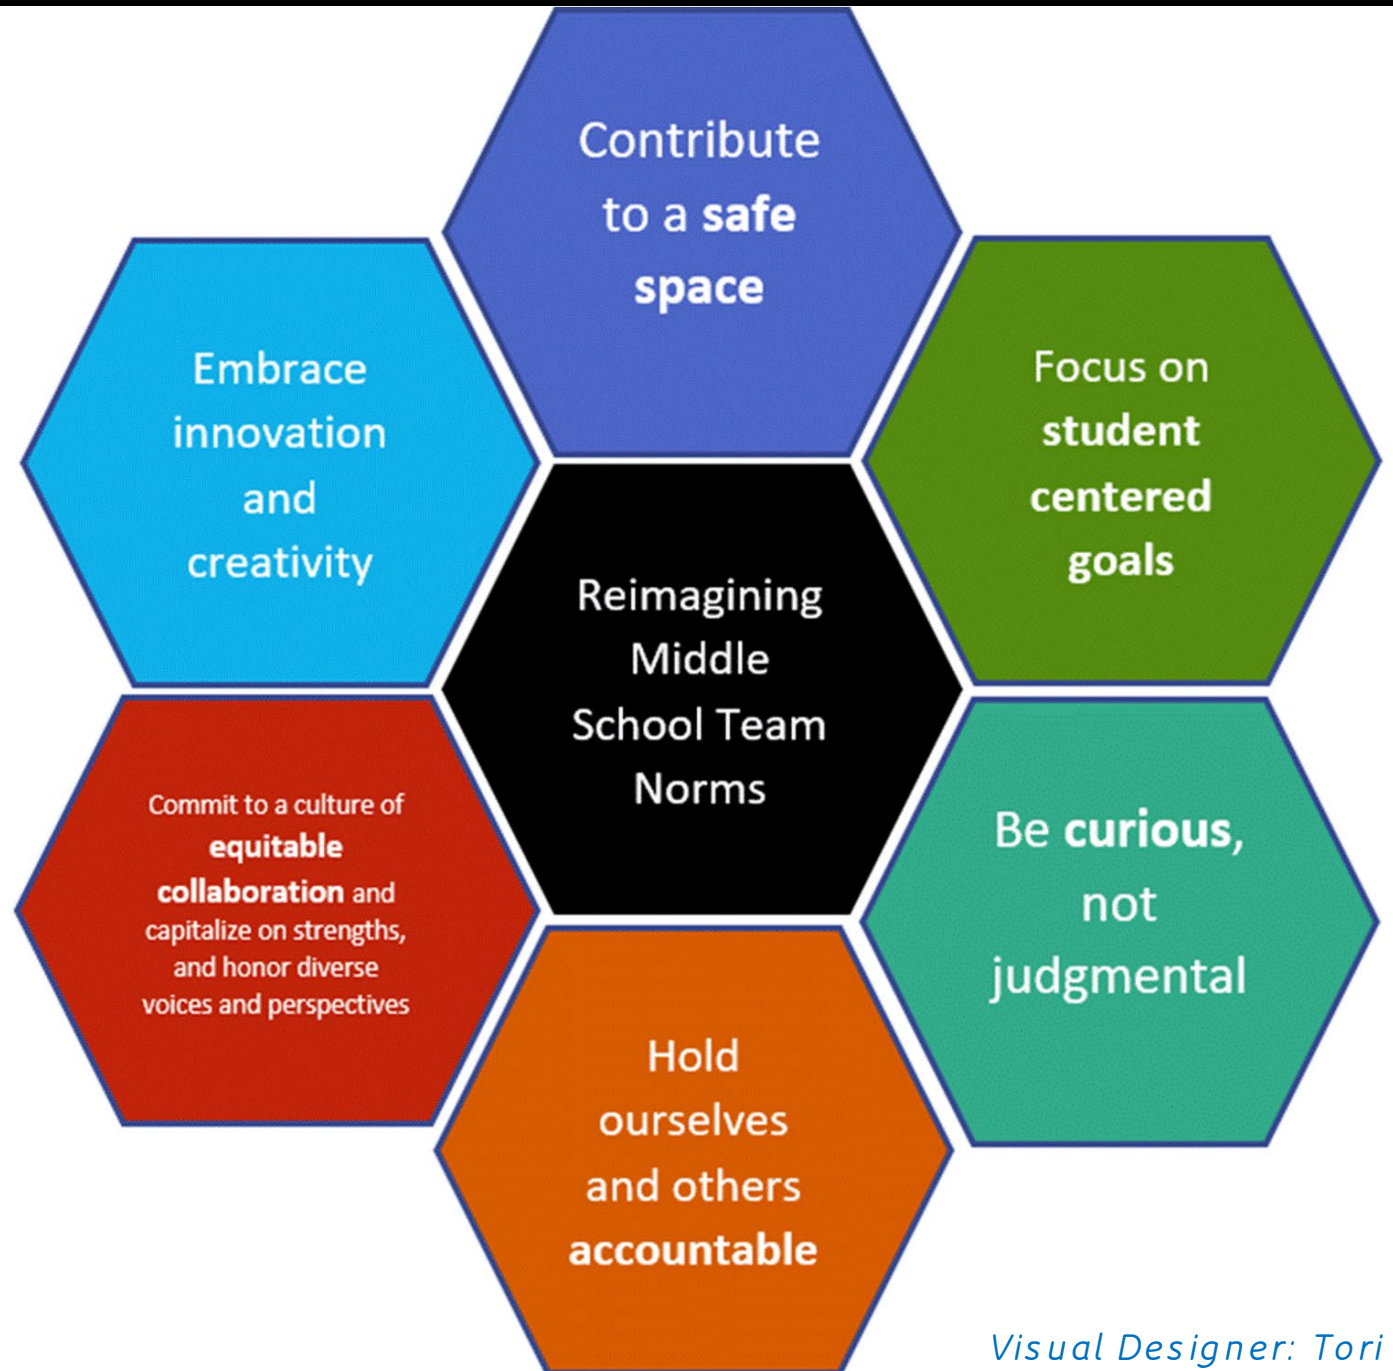 Contribute
to a safe
space
Embrace
innovation
and
creativity
Focus on
student
centered
goals
Reimagining
Middle
School Team
Norms
Commit to a culture of
equitable
collaboration and
capitalize on strengths,
and honor diverse
voices and perspectives
Be curious,
not
judgmental
Hold
ourselves
and others
accountable
Visual Designer: Tori